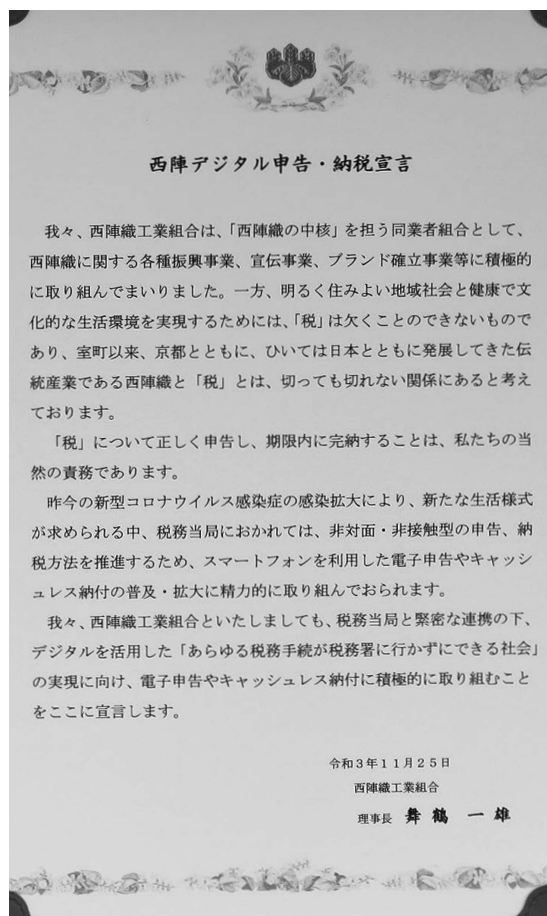 西陣デジタル申告・納税宣言
我々、西陣織工業組合は、「西陣織の中核」を担う同業者組合として、
西陣織に関する各種振興事業、宣伝事業、ブランド確立事業等に積極的
に取り組んでまいりました。一方、明るく住みよい地域社会と健康で文
化的な生活環境を実現するためには、「税」は欠くことのできないもので
あり、室町以来、京都とともに、ひいては日本とともに発展してきた伝
統産業である西陣織と「税」とは、切っても切れない関係にあると考え
ております。
「税」について正しく申告し、期限内に完納することは、私たちの当
然の責務であります。
昨今の新型コロナウイルス感染症の感染拡大により、新たな生活様式
が求められる中、税務当局におかれては、非対面・非接触型の申告、納
税方法を推進するため、スマートフォンを利用した電子申告やキャッシ
ュレス納付の普及・拡大に精力的に取り組んでおられます。
我々、西陣織工業組合といたしましても、税務当局と緊密な連携の下、
デジタルを活用した「あらゆる税務手続が税務署に行かずにできる社会」
の実現に向け、電子申告やキャッシュレス納付に積極的に取り組むこと
をここに宣言します。
令和3年11月25日
西陣織工業組合
理事長 舞鶴 一雄